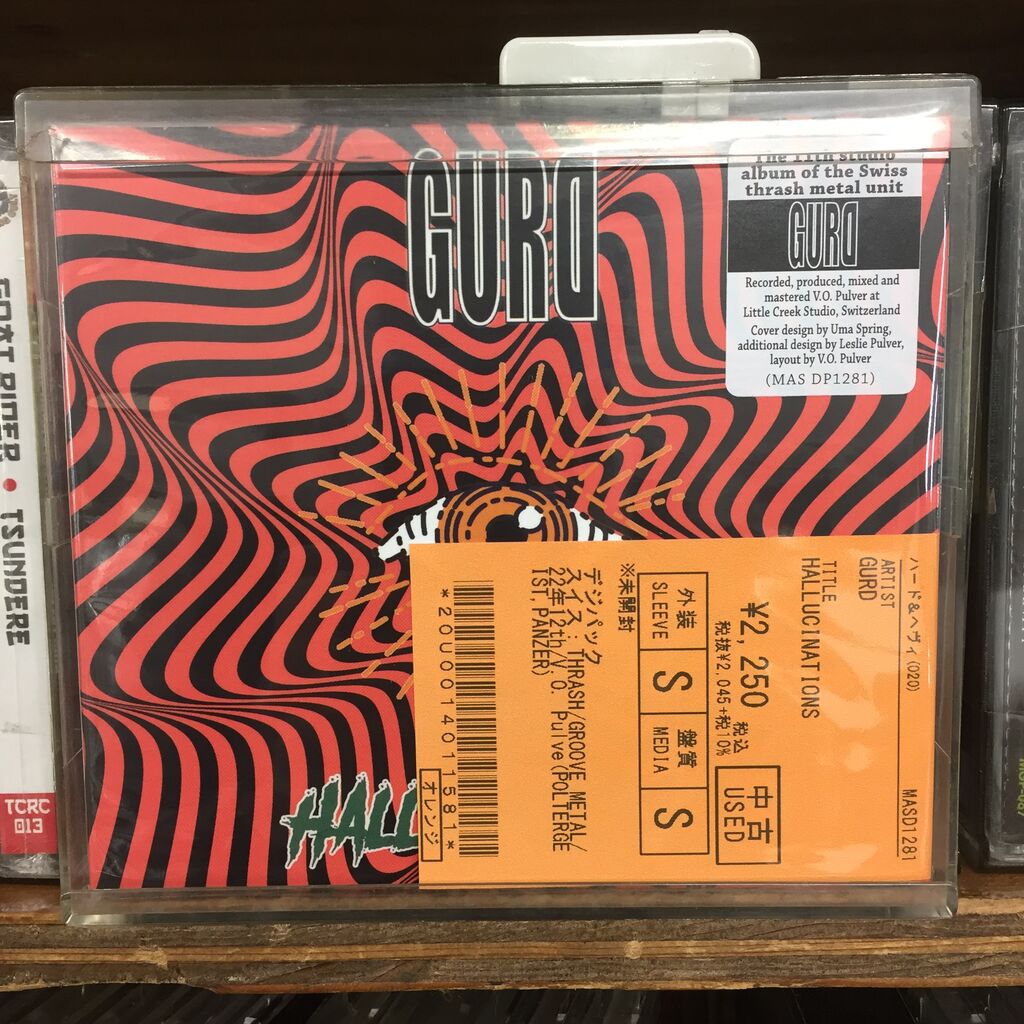 GURD
The 11th studio
album of the Swiss
thrash metal unit
GURD
Recorded, produced, mixed and
mastered V.O. Pulver at
Little Creek Studio, Switzerland
Cover design by Uma Spring,
additional design by Leslie Pulver,
layout by V.O. Pulver
(MAS DP1281)
HALL
ハード&ヘヴィ(020)
MASD1281
ARTIST
GURD
TITLE
HALLUCINATIONS
¥2,250 税込
税抜¥2,045+税10%
中古
USED
外装
SLEEVE
S
盤質
MEDIA
S
※未開封
デジパック
スイス:THRASH/GROOVE METAL/
22年12th/V.O. Pulve(POLTERGE
IST,PANZER)
*20U0014011581*
オレンジ
GOAT RIDER • TSUNDERE
TCRC
013